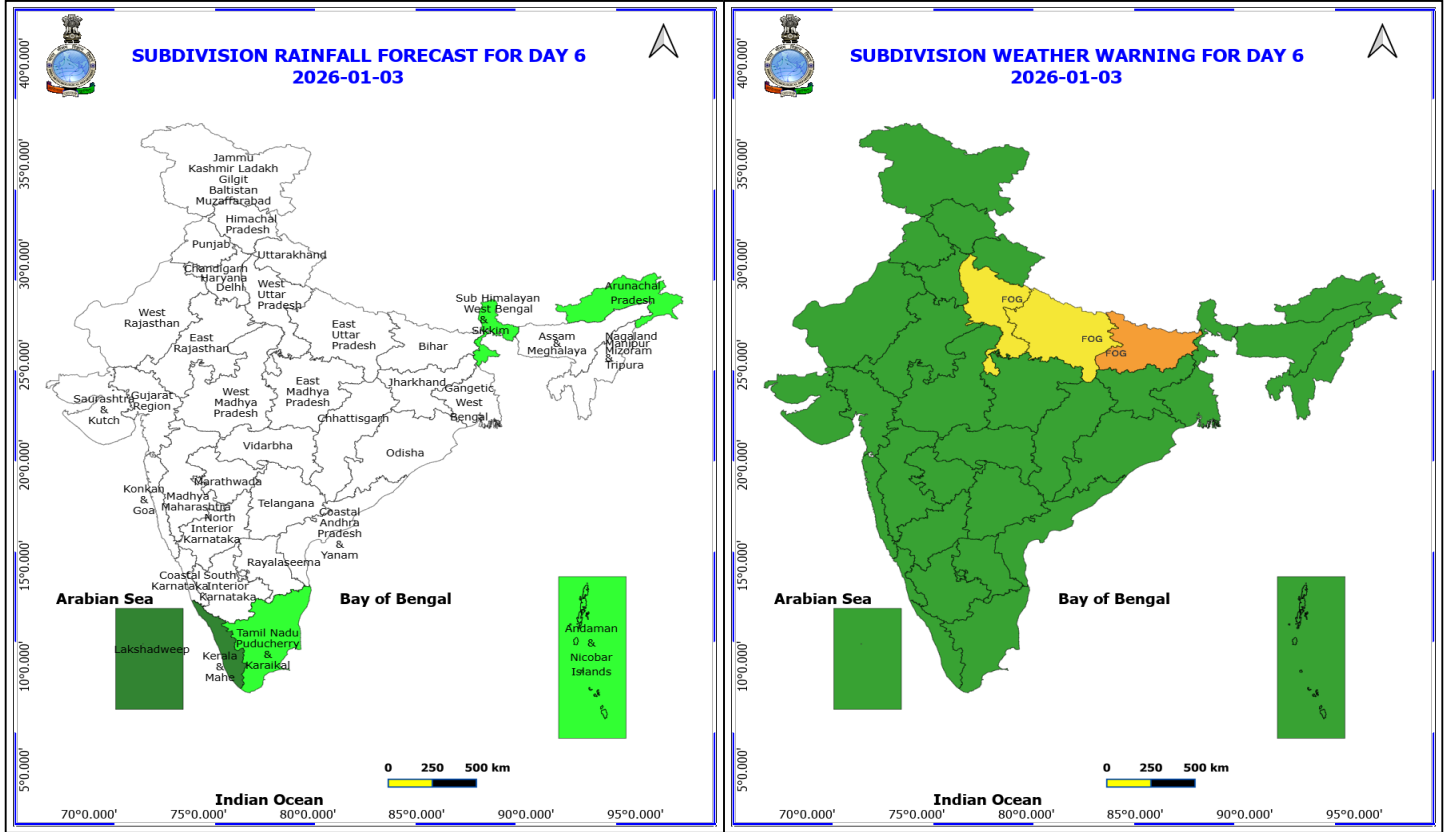 SUBDIVISION RAINFALL FORECAST FOR DAY 6
2026-01-03
40°0.000'
35°0.000'
30°0.000'
25°0.000'
20°0.000'
15°0.000'
10°0.000'
5°0.000'
Jammu
Kashmir Ladakh
Gilgit
Baltistan
Muzaffarabad
Himachal
Pradesh
Punjab
Uttarakhand
Chandigarh
Haryana
Delhi
West
Uttar
Pradesh
West
Rajasthan
East
Rajasthan
East
Uttar
Pradesh
Bihar
Sub Himalayan
West Bengal
&
Sikkim
Arunachal
Pradesh
Assam
&
Meghalaya
Nagaland
Manipur
Mizoram
&
Tripura
Saurashtra
&
Kutch
Gujarat
Region
West
Madhya
Pradesh
East
Madhya
Pradesh
Jharkhand
Gangetic
West
Bengal
Chhattisgarh
Vidarbha
Odisha
Konkan
&
Goa
Madhya
Maharashtra
Marathwada
Telangana
North
Interior
Karnataka
Coastal
Andhra
Pradesh
&
Yanam
Rayalaseema
Coastal
Karnataka
South
Interior
Karnataka
Arabian Sea
Bay of Bengal
Lakshadweep
Kerala
&
Mahe
Tamil Nadu
Puducherry
&
Karaikal
Andaman
&
Nicobar
Islands
0 250 500 km
Indian Ocean
70°0.000' 75°0.000' 80°0.000' 85°0.000' 90°0.000' 95°0.000'
SUBDIVISION WEATHER WARNING FOR DAY 6
2026-01-03
40°0.000'
35°0.000'
30°0.000'
25°0.000'
20°0.000'
15°0.000'
10°0.000'
5°0.000'
FOG
FOG
FOG
Arabian Sea
Bay of Bengal
0 250 500 km
Indian Ocean
70°0.000' 75°0.000' 80°0.000' 85°0.000' 90°0.000' 95°0.000'